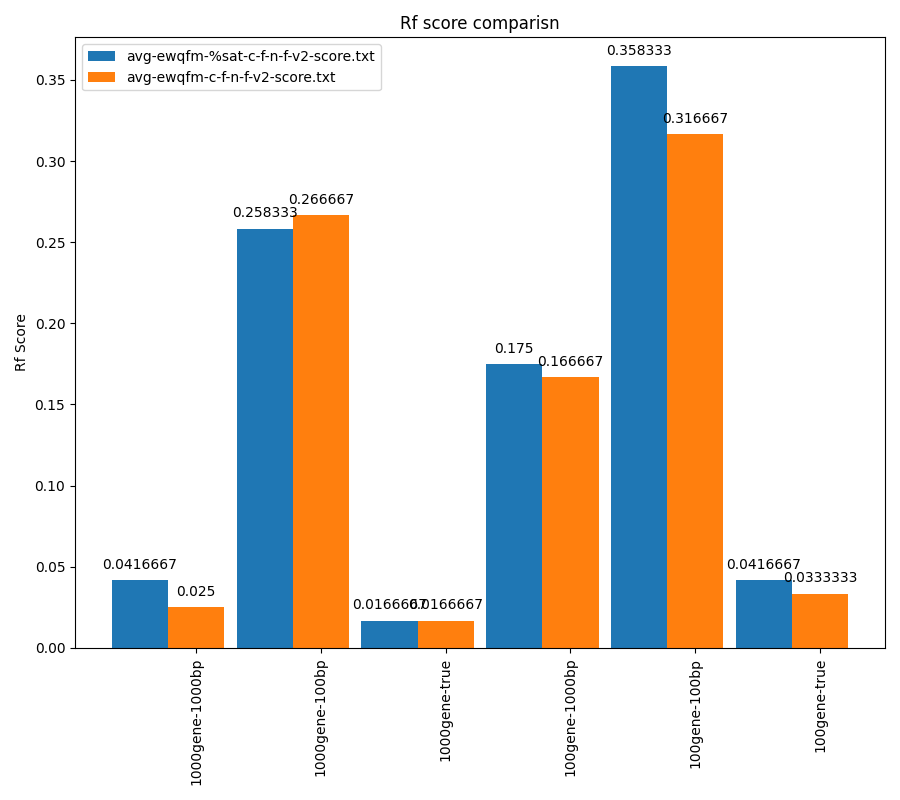 Rf score comparisn
avg-ewqfm-%sat-c-f-n-f-v2-score.txt
avg-ewqfm-c-f-n-f-v2-score.txt
Rf Score
0.35
0.30
0.25
0.20
0.15
0.10
0.05
0.00
0.0416667
0.025
0.258333
0.266667
0.0166667
0.0166667
0.175
0.166667
0.358333
0.316667
0.0416667
0.0333333
1000gene-1000bp
1000gene-100bp
1000gene-true
100gene-1000bp
100gene-100bp
100gene-true